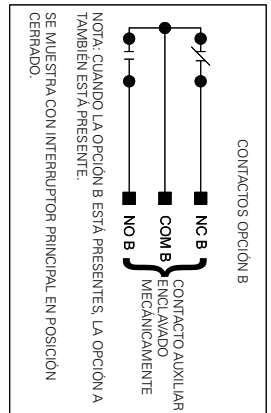 CONTACTOS OPCIÓN B
NC B
COM B
NO B
CONTACTO AUXILIAR
ENCLAVADO
MECÁNICAMENTE
NOTA: CUANDO LA OPCIÓN B ESTÁ PRESENTES, LA OPCIÓN A
TAMBIÉN ESTÁ PRESENTE.
SE MUESTRA CON INTERRUPTOR PRINCIPAL EN POSICIÓN
CERRADO.